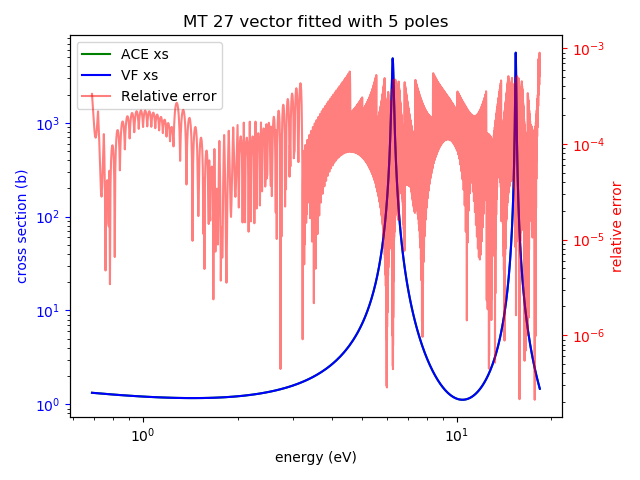 MT 27 vector fitted with 5 poles
ACE xs
VF xs
Relative error
cross section (b)
10³
10²
10¹
10⁰
10⁻³
10⁻⁴
10⁻⁵
10⁻⁶
relative error
10⁰
10¹
energy (eV)